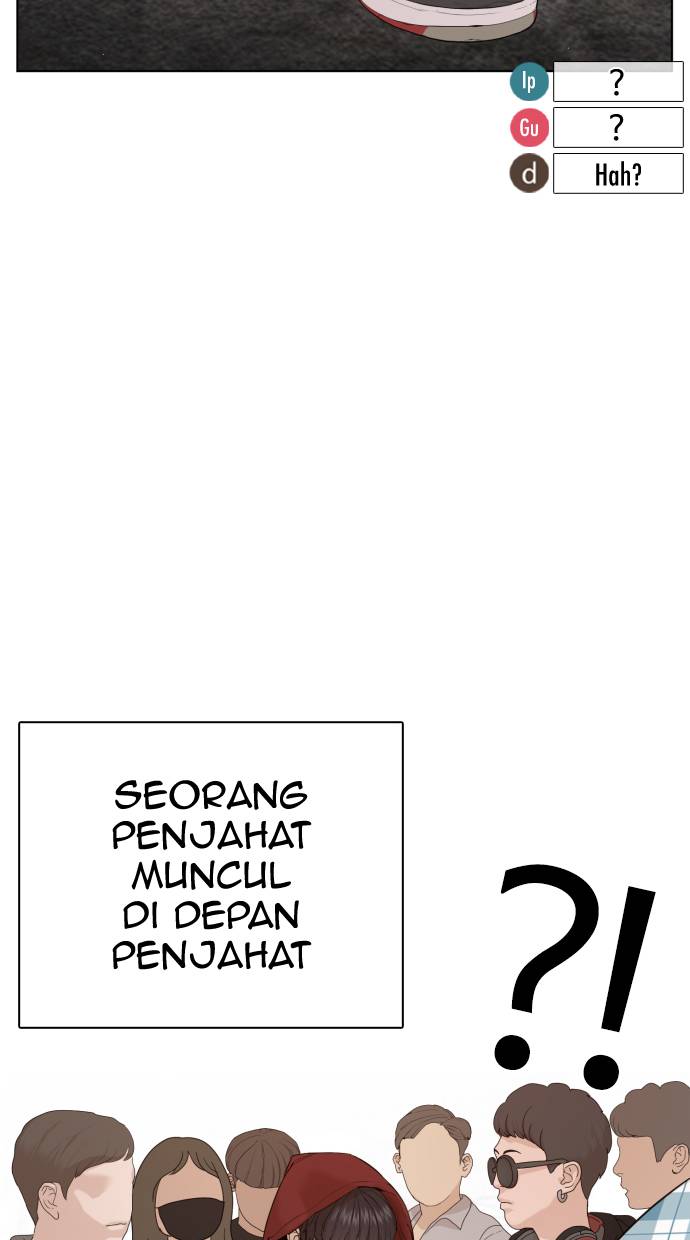 Ip ?
Gu ?
d Hah?
SEORANG
PENJAHAT
MUNCUL
DI DEPAN
PENJAHAT
?!